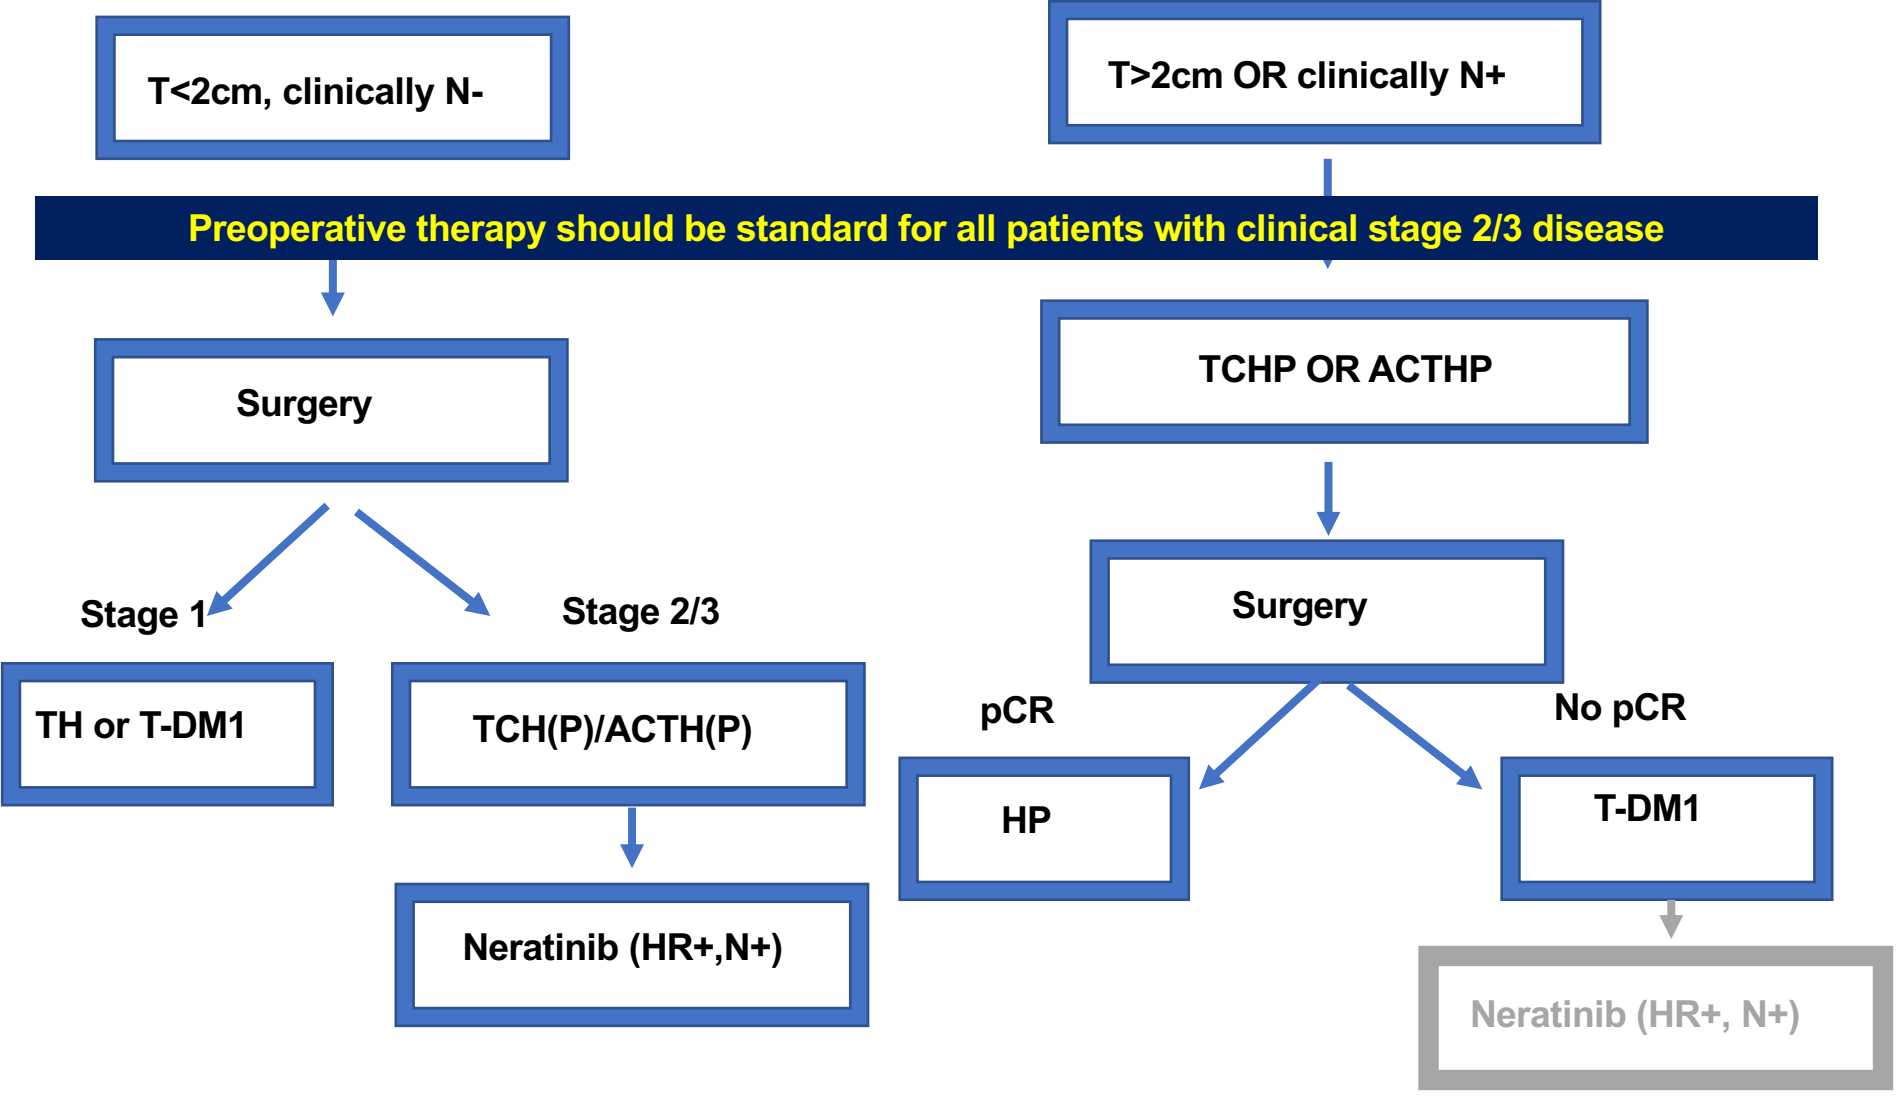 T<2cm, clinically N-
T>2cm OR clinically N+
Preoperative therapy should be standard for all patients with clinical stage 2/3 disease
Surgery
TCHP OR ACTHP
Stage 1
Stage 2/3
Surgery
TH or T-DM1
TCH(P)/ACTH(P)
pCR
No pCR
HP
T-DM1
Neratinib (HR+,N+)
Neratinib (HR+, N+)